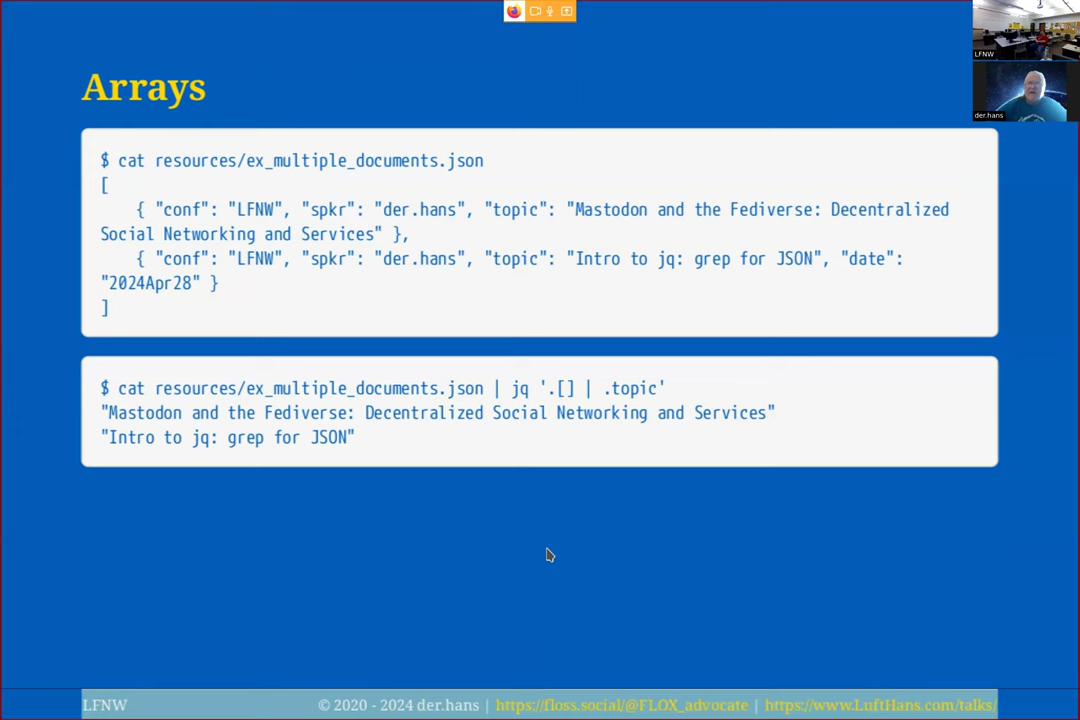 LFNW
der.hans
Arrays
$ cat resources/ex_multiple_documents.json
[
{ "conf": "LFNW", "spkr": "der.hans", "topic": "Mastodon and the Fediverse: Decentralized
Social Networking and Services" },
{ "conf": "LFNW", "spkr": "der.hans", "topic": "Intro to jq: grep for JSON", "date":
"2024Apr28" }
]
$ cat resources/ex_multiple_documents.json | jq '.[] | .topic'
"Mastodon and the Fediverse: Decentralized Social Networking and Services"
"Intro to jq: grep for JSON"
LFNW © 2020 - 2024 der.hans | https://floss.social/@FLOX_advocate | https://www.LuftHans.com/talks/